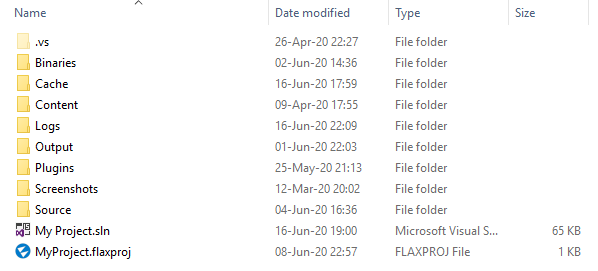 Name Date modified Type Size
.vs 26-Apr-20 22:27 File folder
Binaries 02-Jun-20 14:36 File folder
Cache 16-Jun-20 17:59 File folder
Content 09-Apr-20 17:55 File folder
Logs 16-Jun-20 22:09 File folder
Output 01-Jun-20 22:03 File folder
Plugins 25-May-20 21:13 File folder
Screenshots 12-Mar-20 20:02 File folder
Source 04-Jun-20 16:36 File folder
My Project.sln 16-Jun-20 19:00 Microsoft Visual S... 65 KB
MyProject.flaxproj 08-Jun-20 22:57 FLAXPROJ File 1 KB